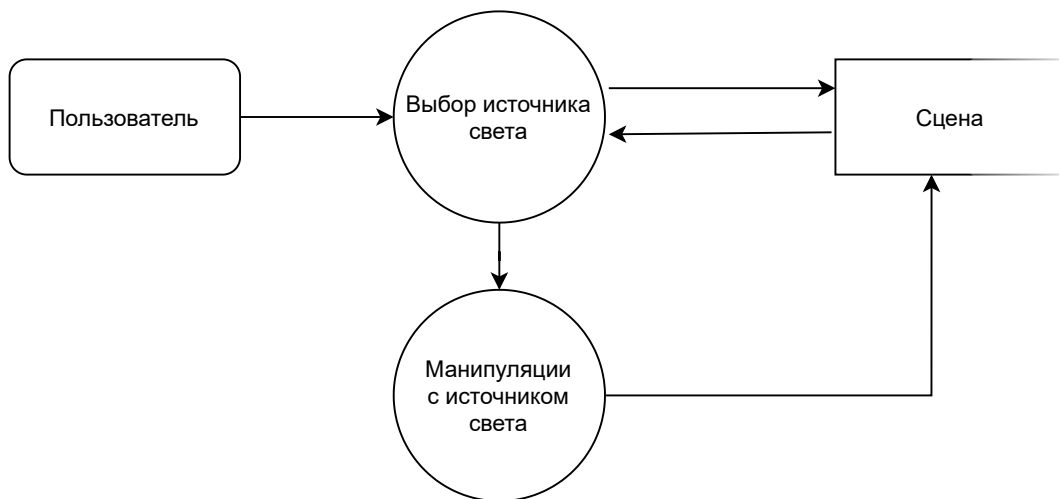 Пользователь
Выбор источника
света
Сцена
Манипуляции
с источником
света